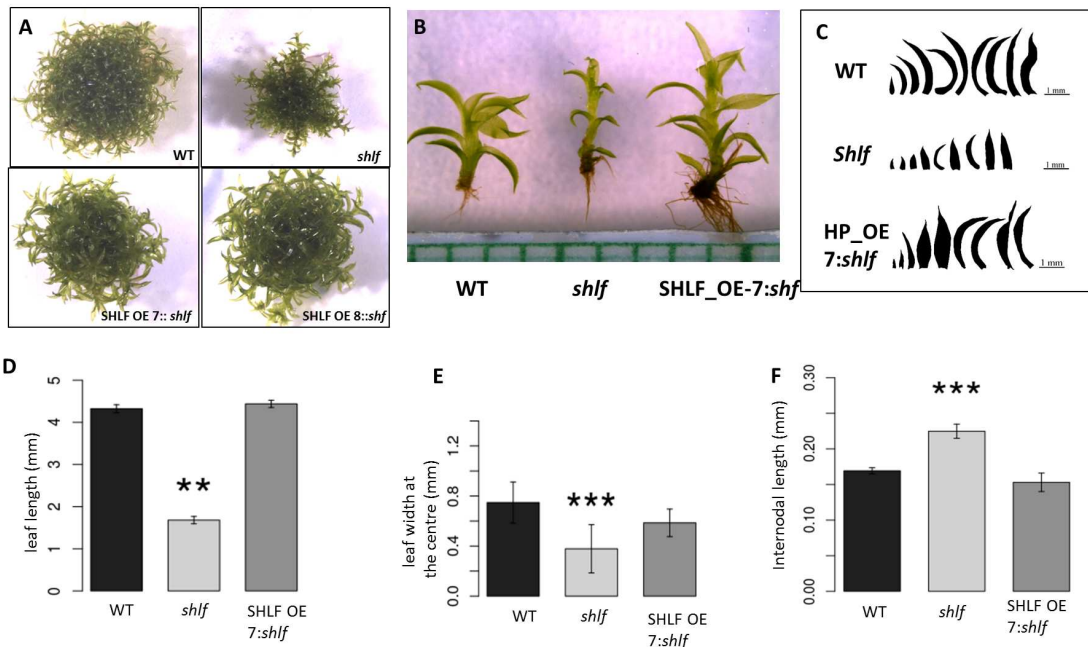 A
WT
shlf
SHLF OE 7:: shlf
SHLF OE 8::shf
B
WT
shlf
SHLF_OE-7:shf
C
WT
1 mm
Shlf
1 mm
HP_OE
7:shlf
1 mm
D
leaf length (mm)
5
4
3
2
1
0
**
WT
shlf
SHLF OE
7:shlf
E
leaf width at
the centre (mm)
1.2
0.8
0.4
0.0
***
WT
shlf
SHLF OE
7:shlf
F
Internodal length (mm)
0.30
0.20
0.10
0.00
***
WT
shlf
SHLF OE
7:shlf